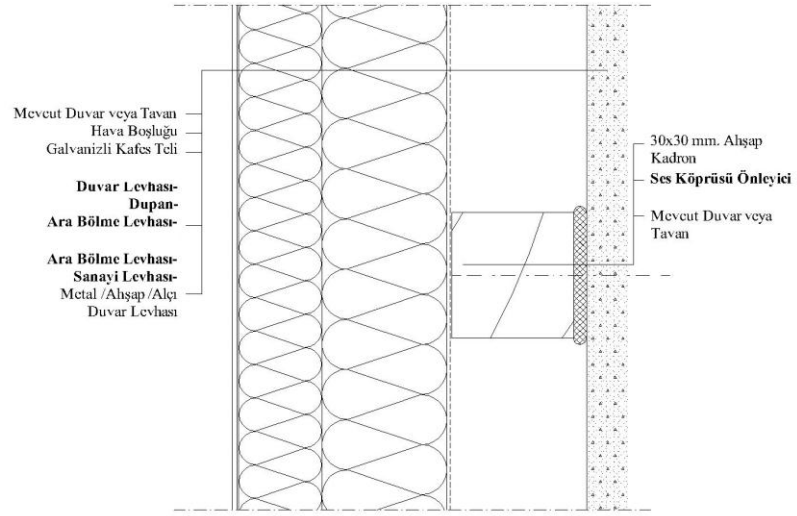 Mevcut Duvar veya Tavan
Hava Boşluğu
Galvanizli Kafes Teli
Duvar Levhası-
Dupan-
Ara Bölme Levhası-
Ara Bölme Levhası-
Sanayi Levhası-
Metal /Ahşap /Alçı
Duvar Levhası
30x30 mm. Ahşap
Kadron
Ses Köprüsü Önleyici
Mevcut Duvar veya
Tavan